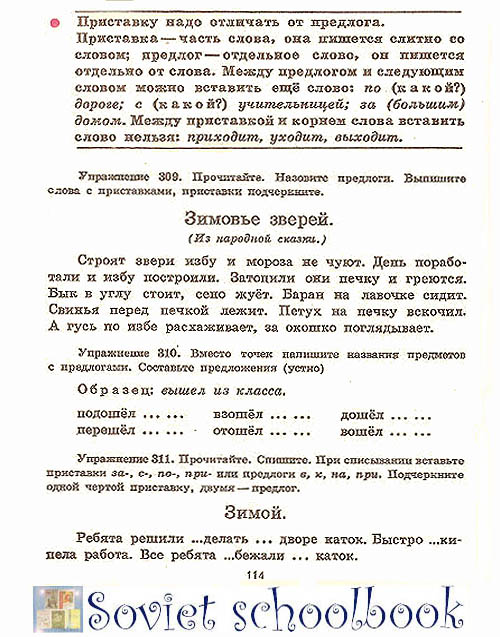 Приставку надо отличать от предлога.
Приставка — часть слова, она пишется слитно со
словом; предлог — отдельное слово, он пишется
отдельно от слова. Между предлогом и следующим
словом можно вставить ещё слово: по (какой?)
дороге; с (какой?) учительницей; за (большим)
домом. Между приставкой и корнем слова вставить
слово нельзя: приходит, уходит, выходит.
Упражнение 309. Прочитайте. Назовите предлоги. Выпишите
слова с приставками, приставки подчеркните.
Зимовье зверей.
(Из народной сказки.)
Строят звери избу и мороза не чуют. День порабо-
тали и избу построили. Затопили они печку и греются.
Бык в углу стоит, сено жуёт. Баран на лавочке сидит.
Свинья перед печкой лежит. Петух на печку вскочил.
А гусь по избе расхаживает, за окошко поглядывает.
Упражнение 310. Вместо точек напишите названия предметов
с предлогами. Составьте предложения (устно)
Образец: вышел из класса.
подошёл ... ... взошёл ... ... дошёл ... ...
перешёл ... ... отошёл ... ... вошёл ... ...
Упражнение 311. Прочитайте. Спишите. При списывании вставьте
приставки за-, с-, по-, при- или предлоги в, к, на, при. Подчеркните
одной чертой приставку, двумя — предлог.
Зимой.
Ребята решили ...делать ... дворе каток. Быстро ...ки-
пела работа. Все ребята ...бежали ... каток.
114
Soviet schoolbook